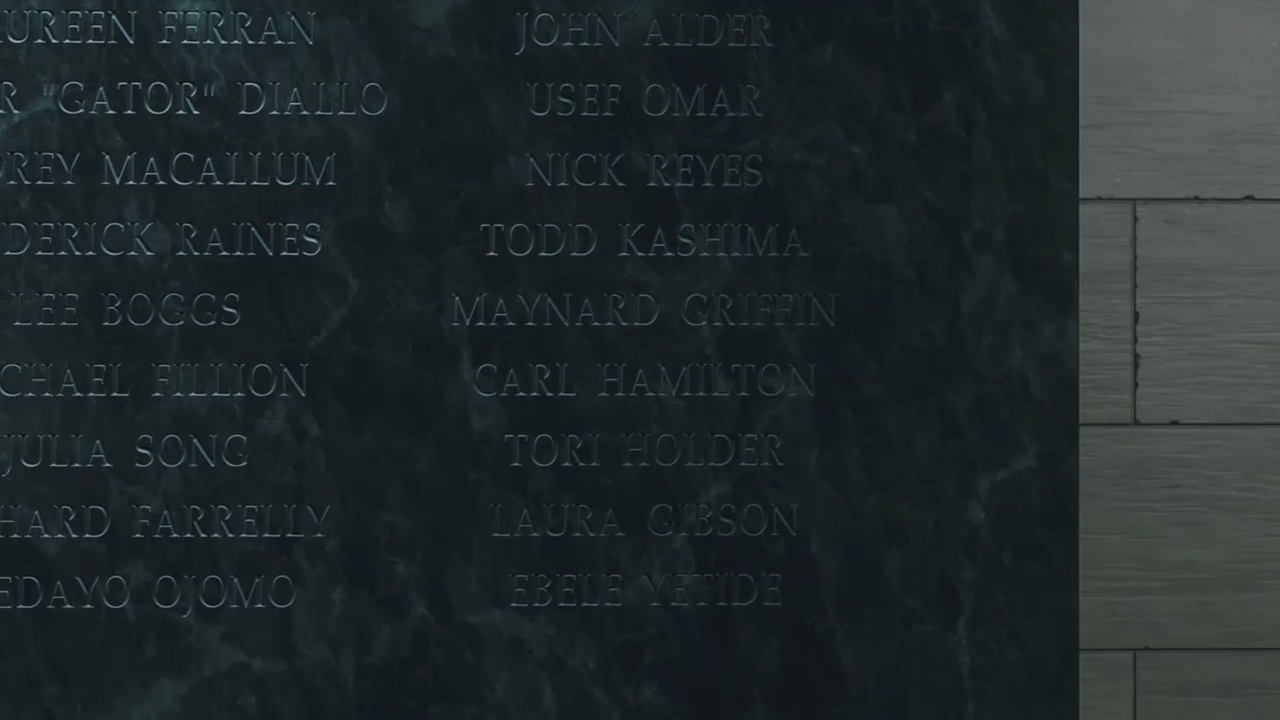 UREEN FERRAN
R "GATOR" DIALLO
REY MACALLUM
DERICK RAINES
LEE BOGGS
CHAEL FILLION
JULIA SONG
HARD FARRELLY
EDAYO OJOMO
JOHN ALDER
USEF OMAR
NICK REYES
TODD KASHIMA
MAYNARD GRIFFIN
CARL HAMILTON
TORI HOLDER
LAURA GIBSON
EBELE YETIDE